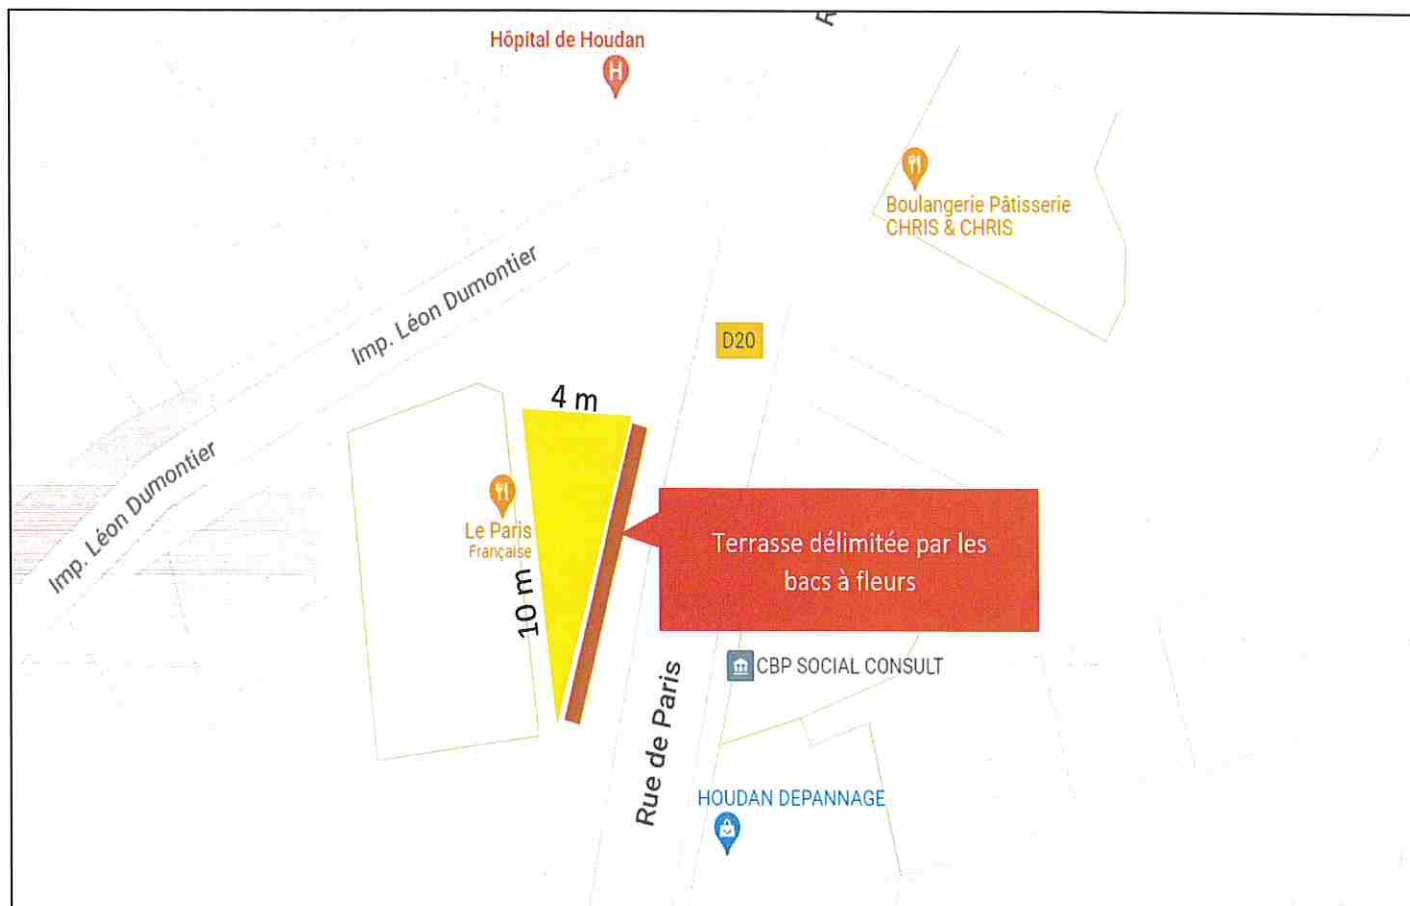 Hôpital de Houdan
Boulangerie Pâtisserie
CHRIS & CHRIS
Imp. Léon Dumontier
D20
4 m
Imp. Léon Dumontier
Le Paris
Française
10 m
Terrasse délimitée par les
bacs à fleurs
CBP SOCIAL CONSULT
Rue de Paris
HOUDAN DEPANNAGE